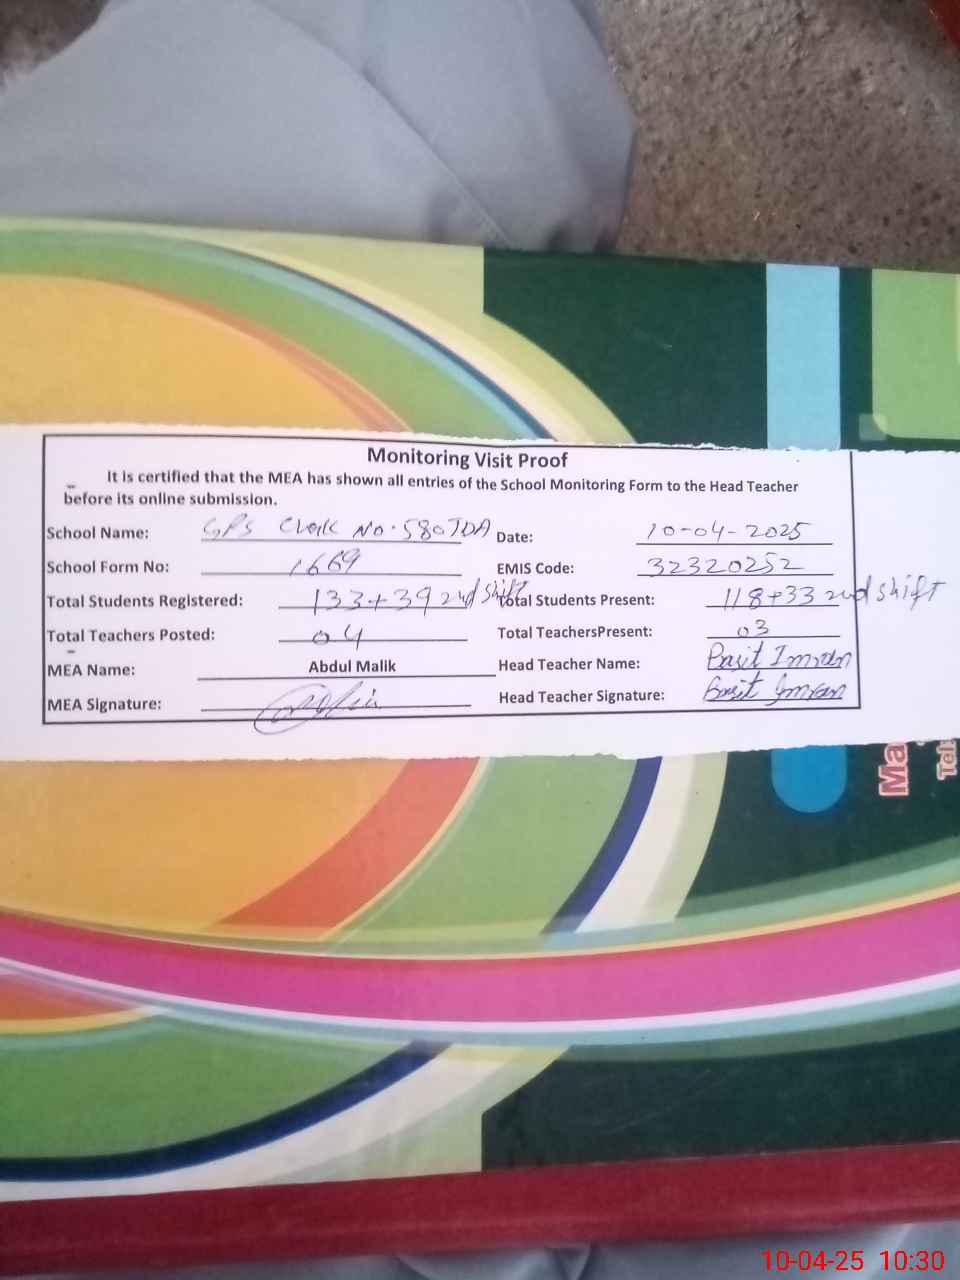 Monitoring Visit Proof
It is certified that the MEA has shown all entries of the School Monitoring Form to the Head Teacher
before its online submission.
School Name: GPS Chak No. 580TDA Date: 10-04-2025
School Form No: 1669 EMIS Code: 32320252
Total Students Registered: 133+39 2nd shift Total Students Present: 118+33 2nd shift
Total Teachers Posted: 04 Total TeachersPresent: 03
MEA Name: Abdul Malik Head Teacher Name: Basit Imran
MEA Signature: Head Teacher Signature: Basit Imran
Ma
Tel:
10-04-25 10:30